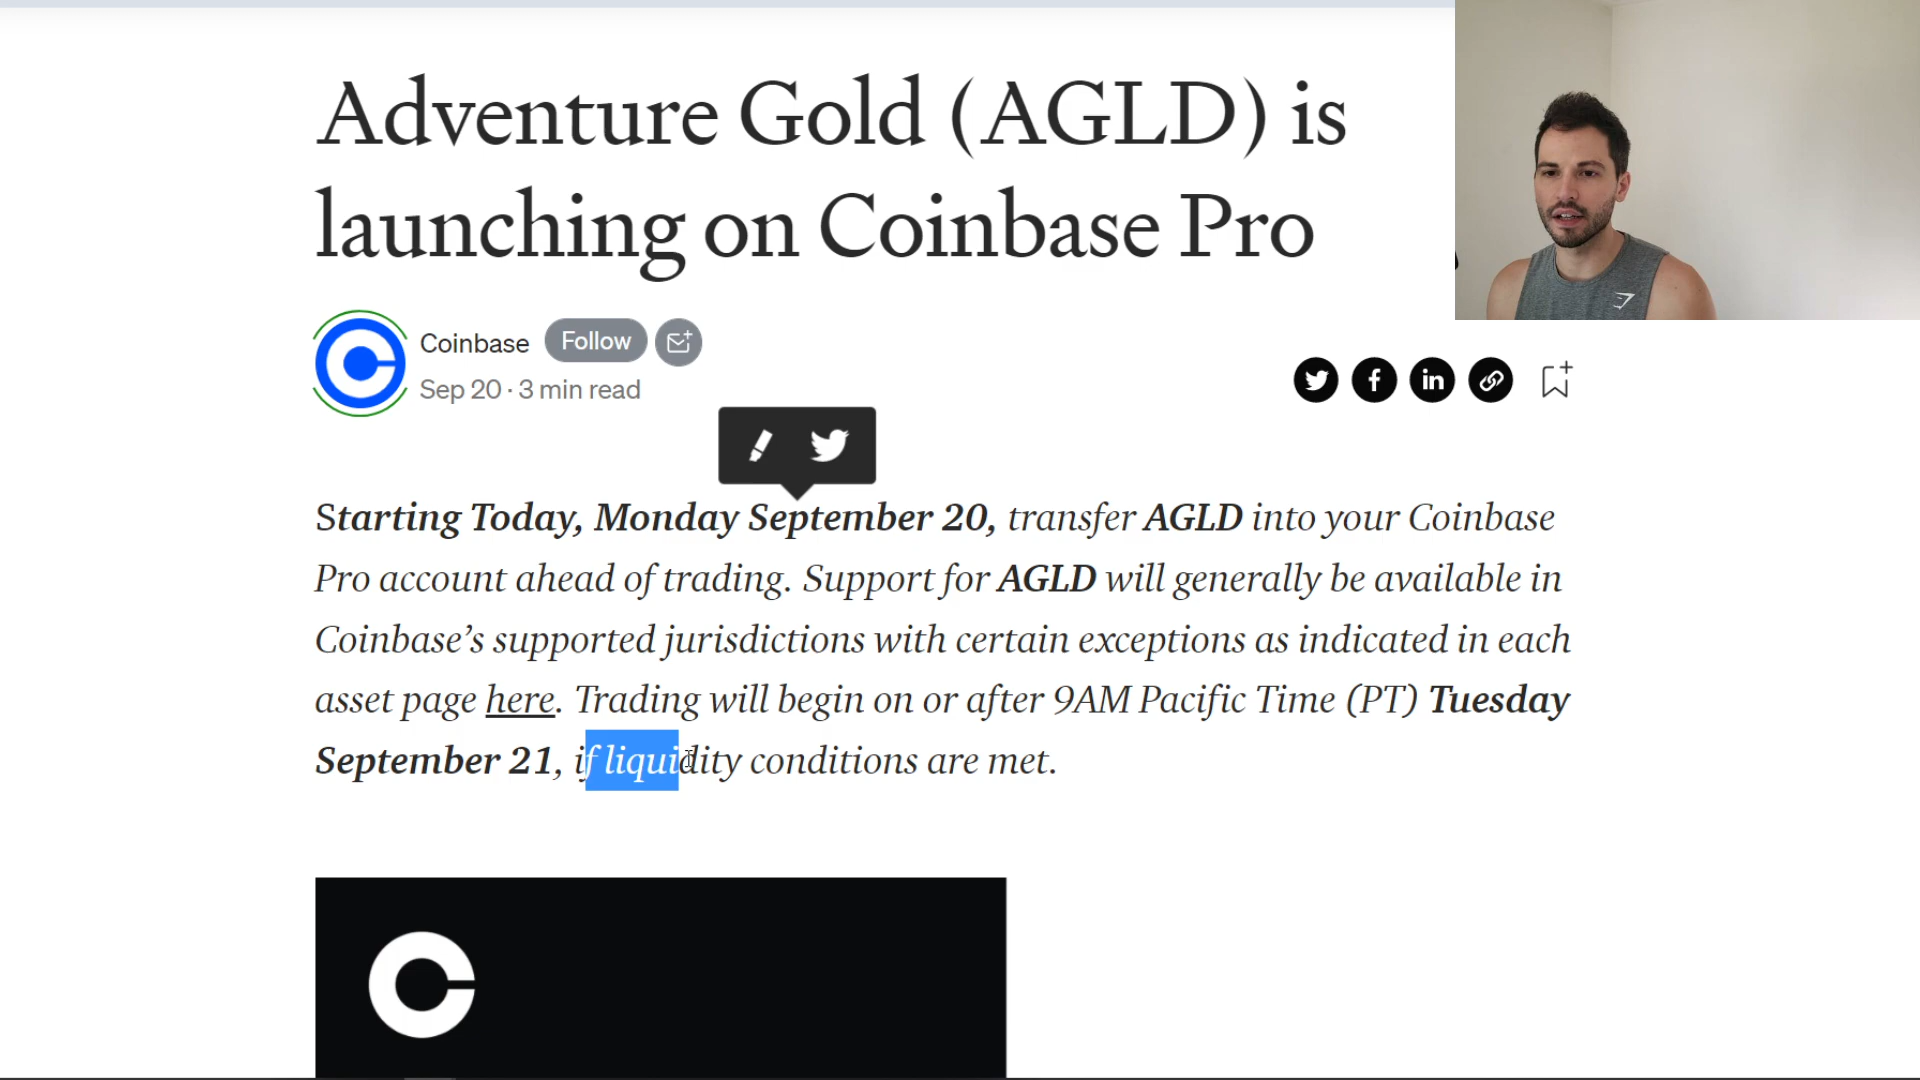 Adventure Gold (AGLD) is
launching on Coinbase Pro
Coinbase Follow
Sep 20 · 3 min read
Starting Today, Monday September 20, transfer AGLD into your Coinbase
Pro account ahead of trading. Support for AGLD will generally be available in
Coinbase’s supported jurisdictions with certain exceptions as indicated in each
asset page here. Trading will begin on or after 9AM Pacific Time (PT) Tuesday
September 21, if liquidity conditions are met.